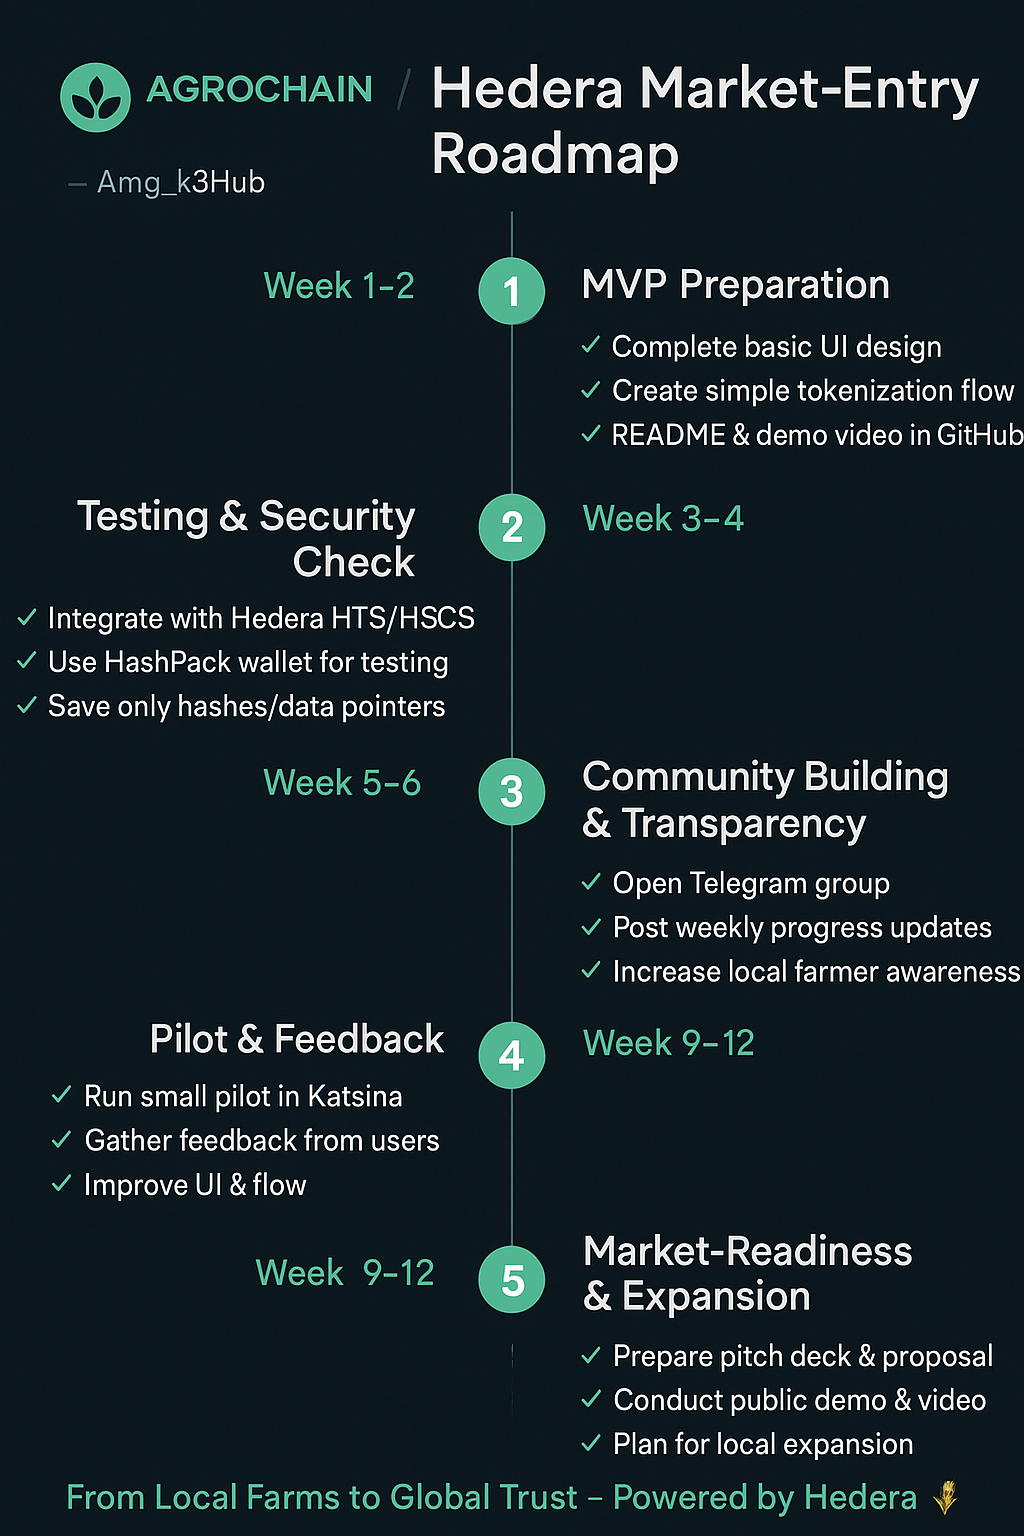 AGROCHAIN / Hedera Market-Entry
Roadmap
– Amg_k3Hub
Week 1–2
1
MVP Preparation
✓ Complete basic UI design
✓ Create simple tokenization flow
✓ README & demo video in GitHub
Testing & Security
Check
2
Week 3–4
✓ Integrate with Hedera HTS/HSCS
✓ Use HashPack wallet for testing
✓ Save only hashes/data pointers
Week 5–6
3
Community Building
& Transparency
✓ Open Telegram group
✓ Post weekly progress updates
✓ Increase local farmer awareness
Pilot & Feedback
4
Week 9–12
✓ Run small pilot in Katsina
✓ Gather feedback from users
✓ Improve UI & flow
Week 9–12
5
Market-Readiness
& Expansion
✓ Prepare pitch deck & proposal
✓ Conduct public demo & video
✓ Plan for local expansion
From Local Farms to Global Trust – Powered by Hedera